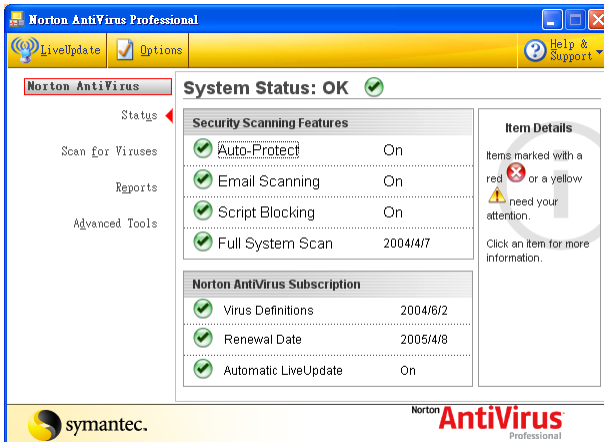 Norton AntiVirus Professional
LiveUpdate
Options
Help &
Support
Norton AntiVirus
Status
Scan for Viruses
Reports
Advanced Tools
System Status: OK
Security Scanning Features
Auto-Protect On
Email Scanning On
Script Blocking On
Full System Scan 2004/4/7
Norton AntiVirus Subscription
Virus Definitions 2004/6/2
Renewal Date 2005/4/8
Automatic LiveUpdate On
Item Details
Items marked with a
red or a yellow
need your
attention.
Click an item for more
information.
symantec.
Norton AntiVirus
Professional